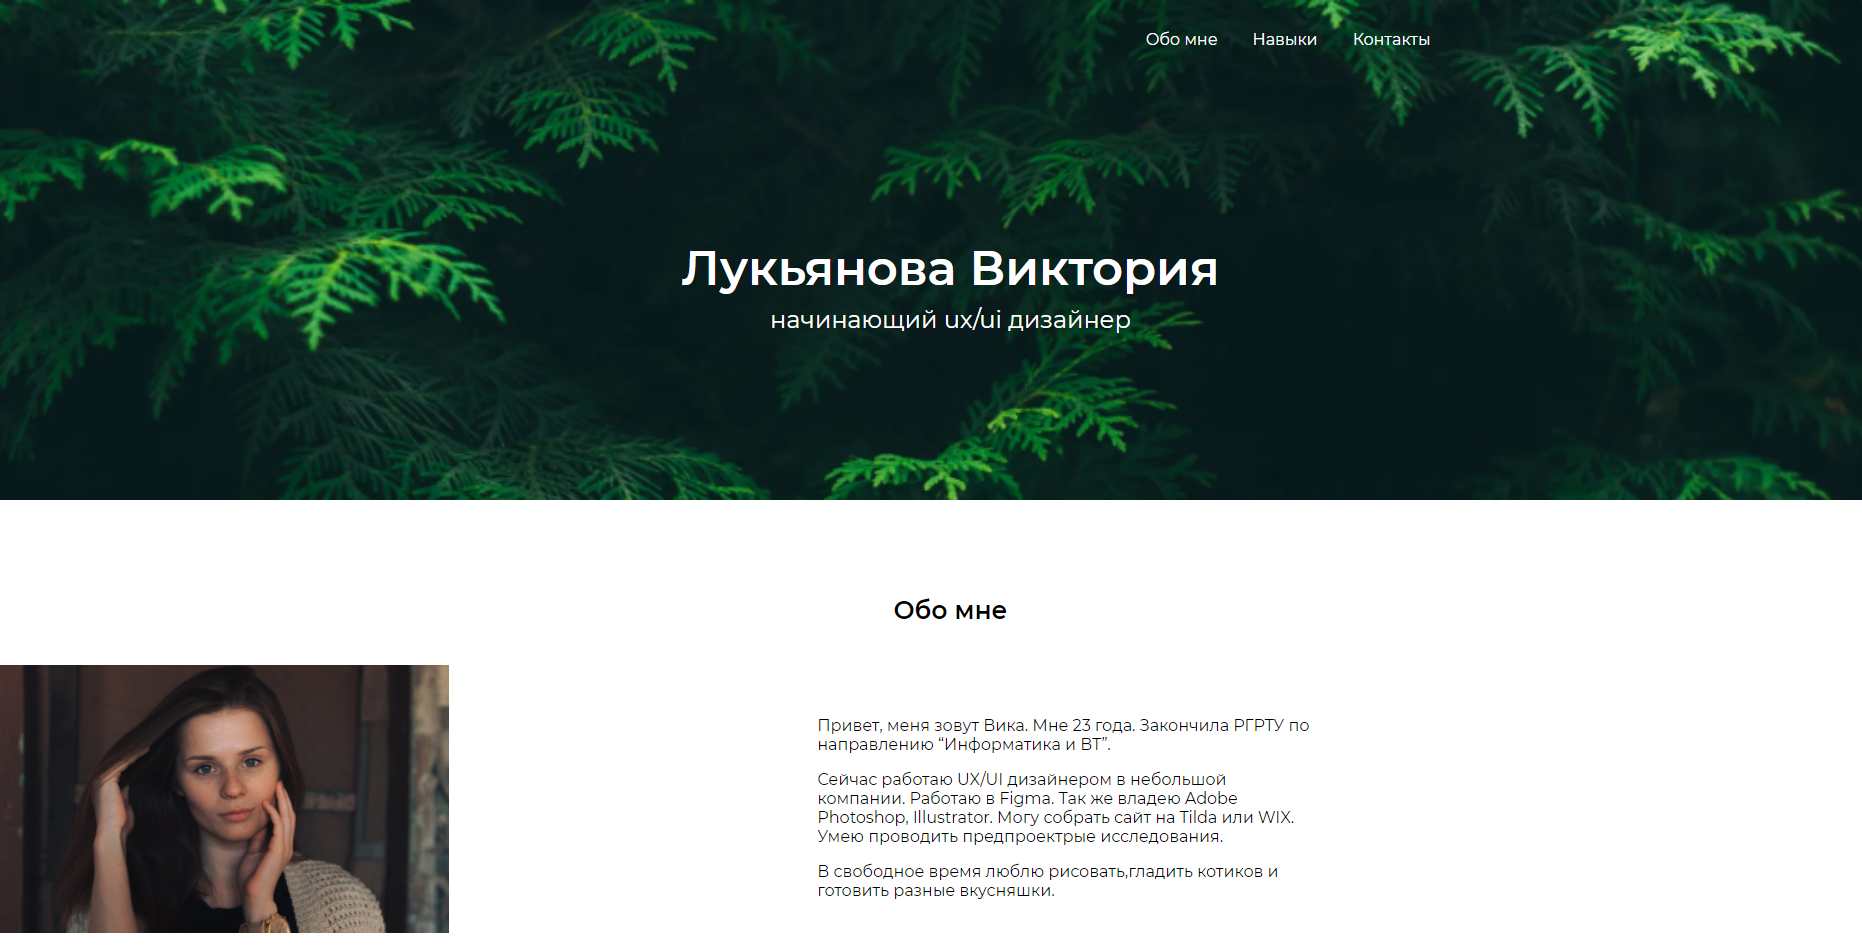 Обо мне Навыки Контакты
Лукьянова Виктория
начинающий ux/ui дизайнер
Обо мне
Привет, меня зовут Вика. Мне 23 года. Закончила РГРТУ по
направлению “Информатика и ВТ”.
Сейчас работаю UX/UI дизайнером в небольшой
компании. Работаю в Figma. Так же владею Adobe
Photoshop, Illustrator. Могу собрать сайт на Tilda или WIX.
Умею проводить предпроектрые исследования.
В свободное время люблю рисовать,гладить котиков и
готовить разные вкусняшки.